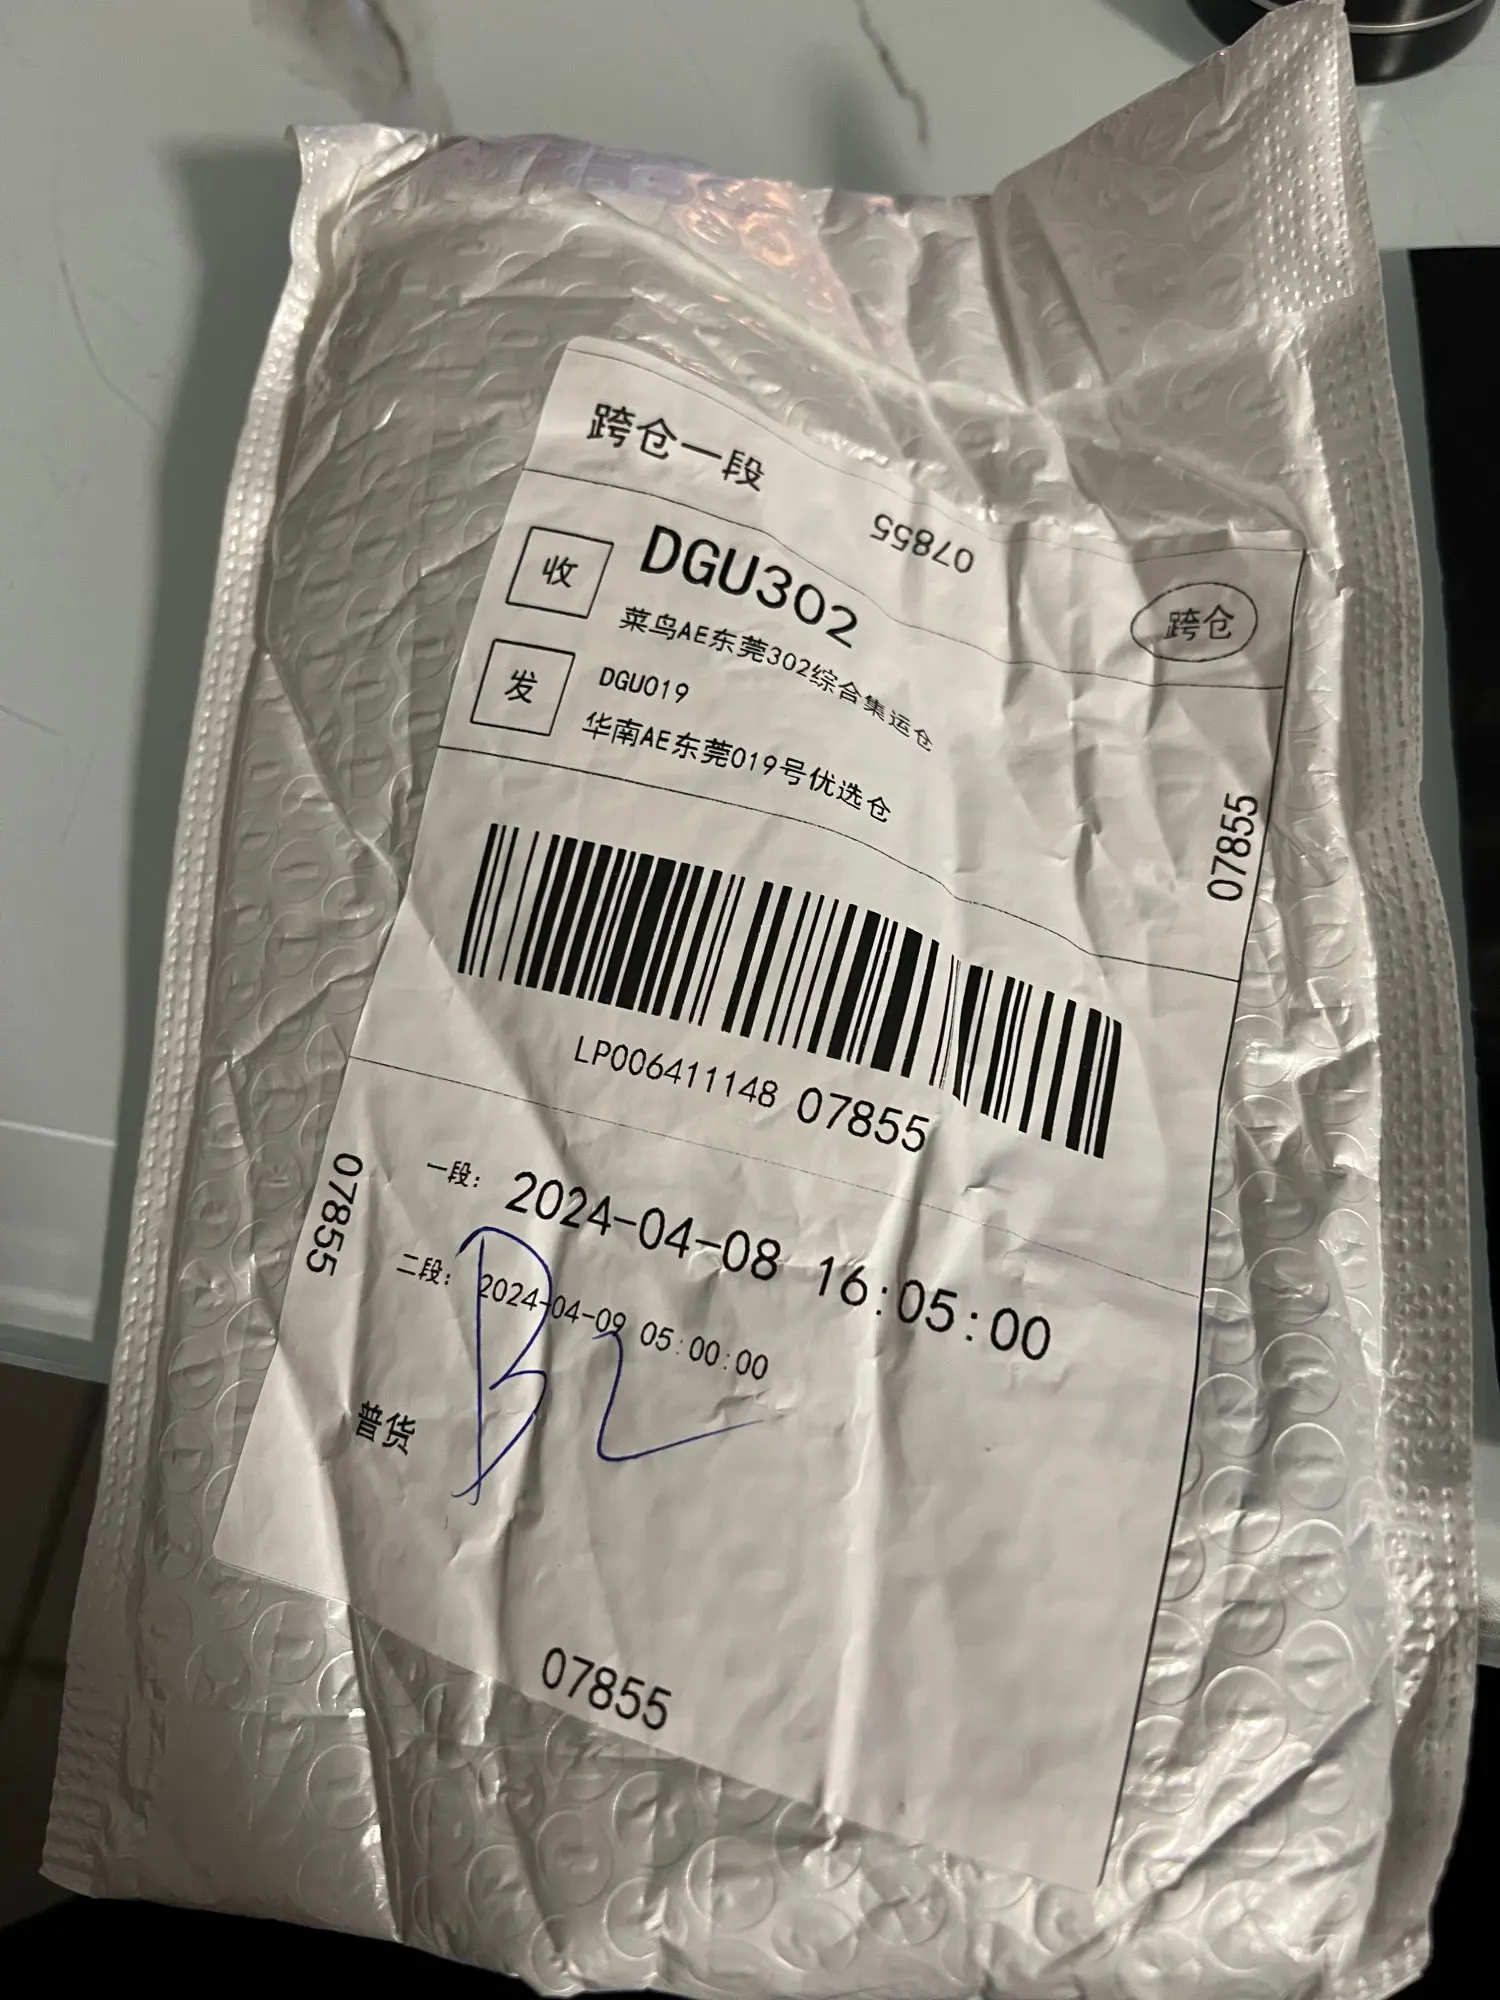 跨仓一段
07855
跨仓
收
DGU302
菜鸟AE东莞302综合集运仓
发
DGU019
华南AE东莞019号优选仓
07855
LP006411148 07855
07855
一段: 2024-04-08 16:05:00
二段: 2024-04-09 05:00:00
普货
07855